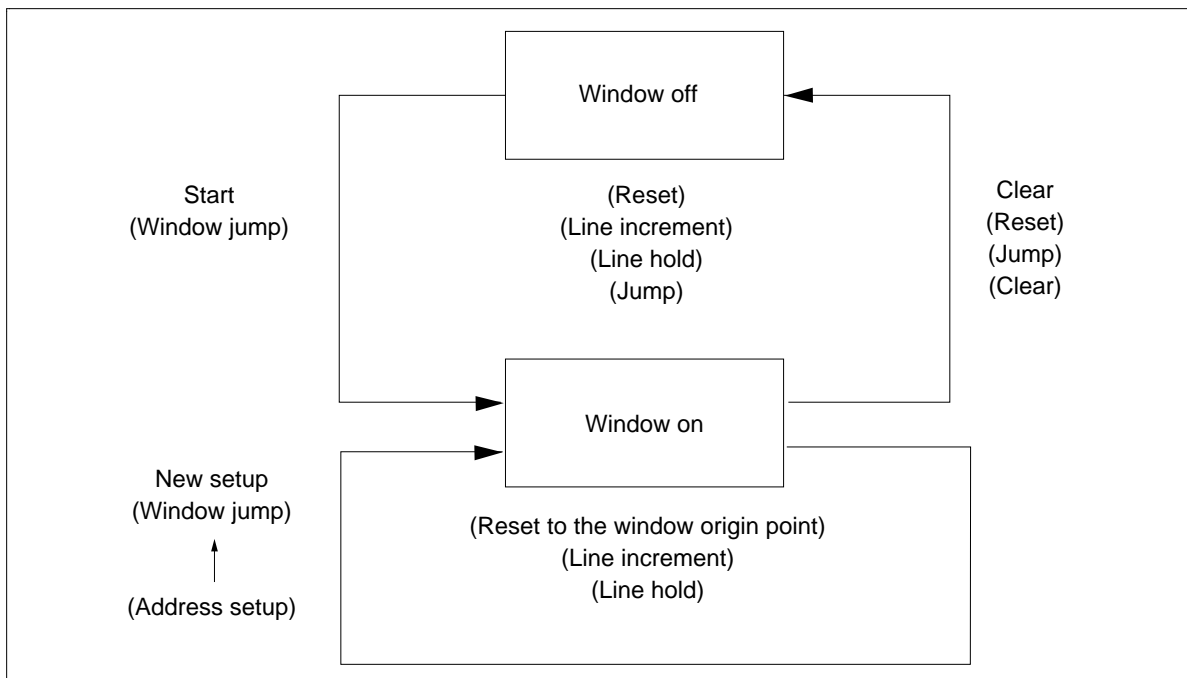 Window off
Start
(Window jump)
(Reset)
(Line increment)
(Line hold)
(Jump)
Clear
(Reset)
(Jump)
(Clear)
Window on
New setup
(Window jump)
(Address setup)
(Reset to the window origin point)
(Line increment)
(Line hold)